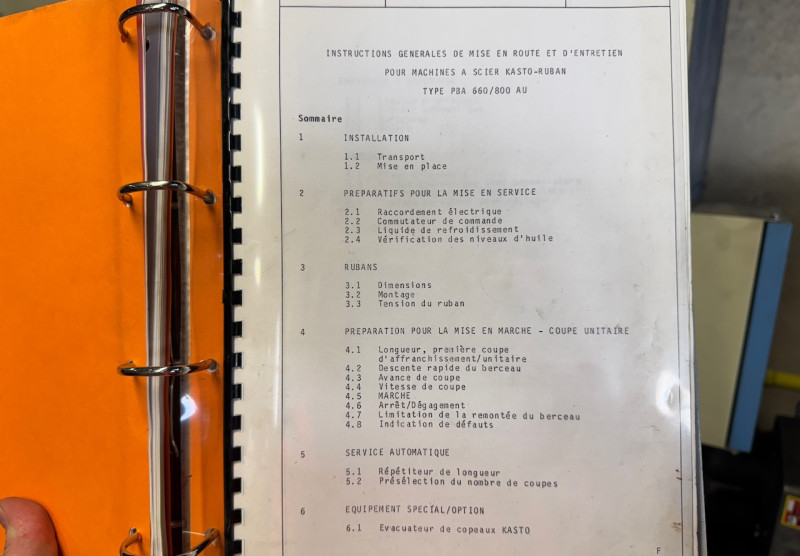 INSTRUCTIONS GENERALES DE MISE EN ROUTE ET D'ENTRETIEN
POUR MACHINES A SCIER KASTO-RUBAN
TYPE PBA 660/800 AU
Sommaire
1 INSTALLATION
1.1 Transport
1.2 Mise en place
2 PREPARATIFS POUR LA MISE EN SERVICE
2.1 Raccordement électrique
2.2 Commutateur de commande
2.3 Liquide de refroidissement
2.4 Vérification des niveaux d'huile
3 RUBANS
3.1 Dimensions
3.2 Montage
3.3 Tension du ruban
4 PREPARATION POUR LA MISE EN MARCHE - COUPE UNITAIRE
4.1 Longueur, première coupe
d'affranchissement/unitaire
4.2 Descente rapide du berceau
4.3 Avance de coupe
4.4 Vitesse de coupe
4.5 MARCHE
4.6 Arrêt/Dégagement
4.7 Limitation de la remontée du berceau
4.8 Indication de défauts
5 SERVICE AUTOMATIQUE
5.1 Répétiteur de longueur
5.2 Présélection du nombre de coupes
6 EQUIPEMENT SPECIAL/OPTION
6.1 Evacuateur de copeaux KASTO
F